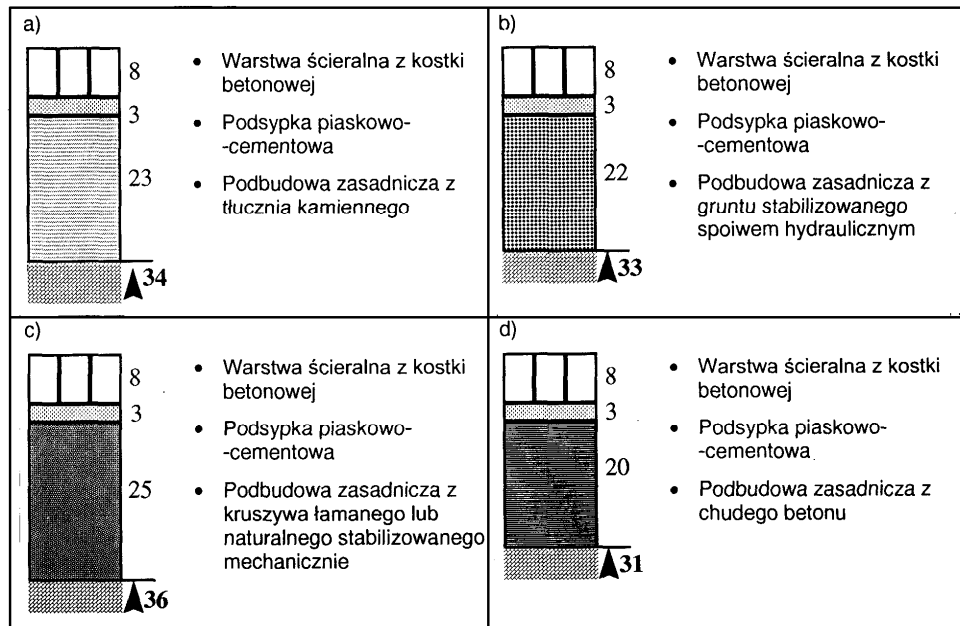 a)
8
3
23
34
• Warstwa ścieralna z kostki
betonowej
• Podsypka piaskowo-
-cementowa
• Podbudowa zasadnicza z
tłucznia kamiennego
b)
8
3
22
33
• Warstwa ścieralna z kostki
betonowej
• Podsypka piaskowo-
-cementowa
• Podbudowa zasadnicza z
gruntu stabilizowanego
spoiwem hydraulicznym
c)
8
3
25
36
• Warstwa ścieralna z kostki
betonowej
• Podsypka piaskowo-
-cementowa
• Podbudowa zasadnicza z
kruszywa łamanego lub
naturalnego stabilizowanego
mechanicznie
d)
8
3
20
31
• Warstwa ścieralna z kostki
betonowej
• Podsypka piaskowo-
-cementowa
• Podbudowa zasadnicza z
chudego betonu